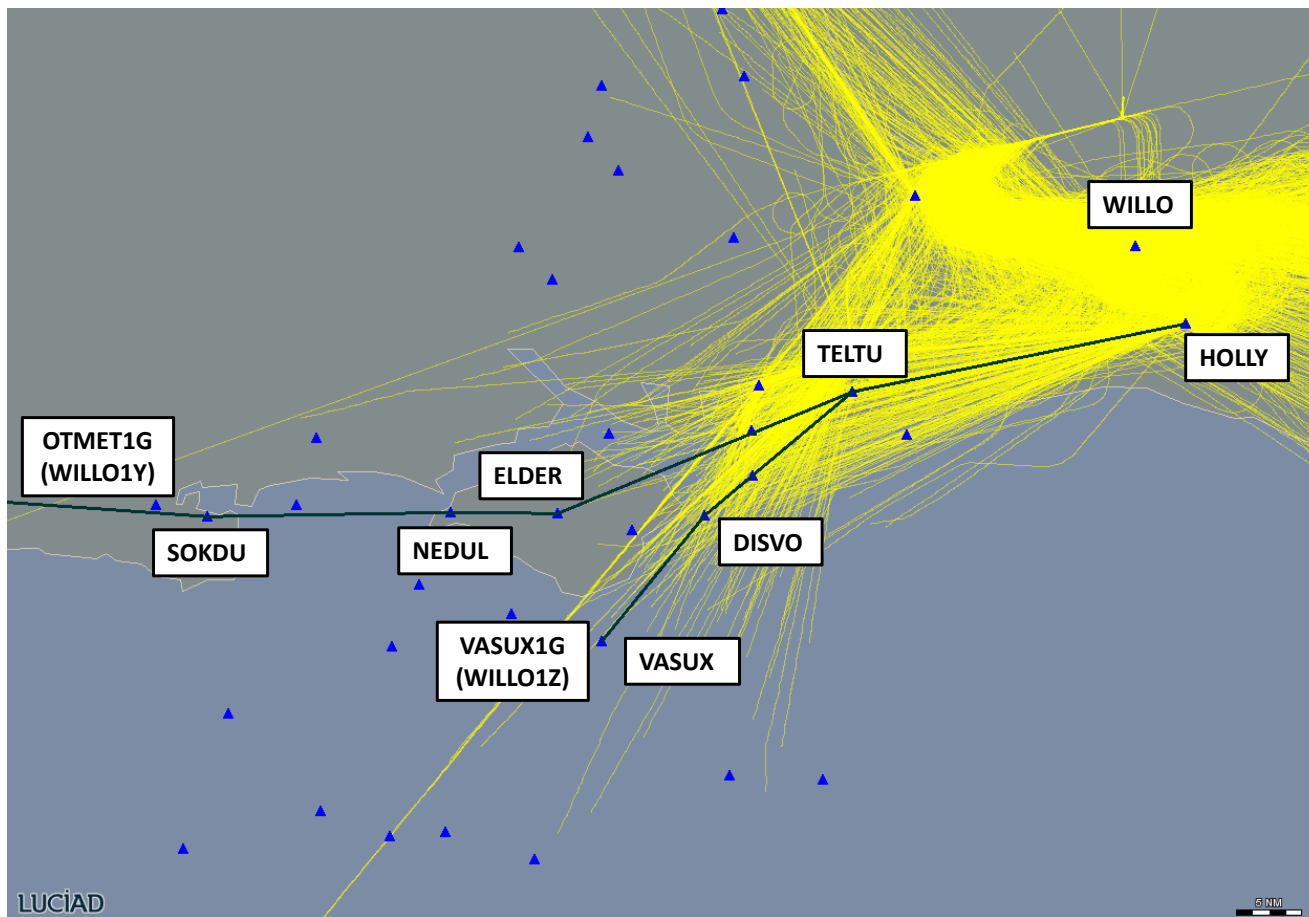 WILLO
TELTU
HOLLY
OTMET1G
(WILLO1Y)
ELDER
SOKDU
NEDUL
DISVO
VASUX1G
(WILLO1Z)
VASUX
LUCIAD
5 NM